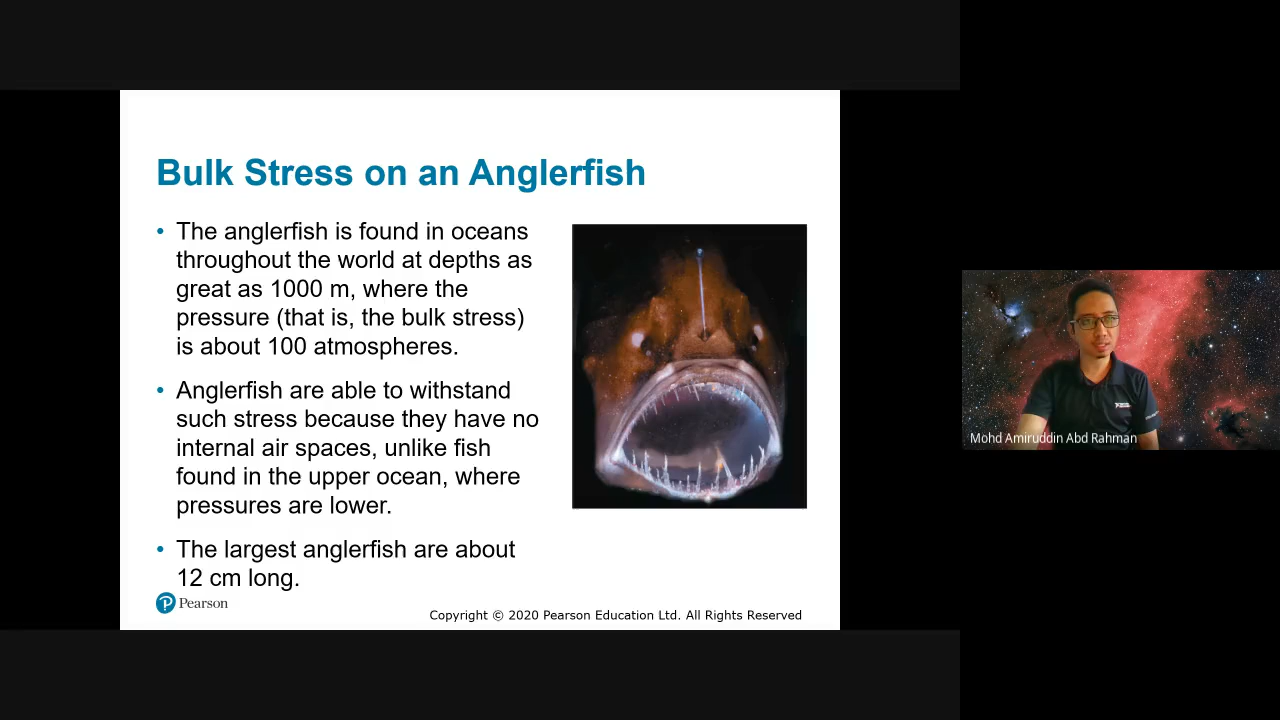 Bulk Stress on an Anglerfish
• The anglerfish is found in oceans
throughout the world at depths as
great as 1000 m, where the
pressure (that is, the bulk stress)
is about 100 atmospheres.
• Anglerfish are able to withstand
such stress because they have no
internal air spaces, unlike fish
found in the upper ocean, where
pressures are lower.
• The largest anglerfish are about
12 cm long.
Pearson
Copyright © 2020 Pearson Education Ltd. All Rights Reserved
Mohd Amiruddin Abd Rahman